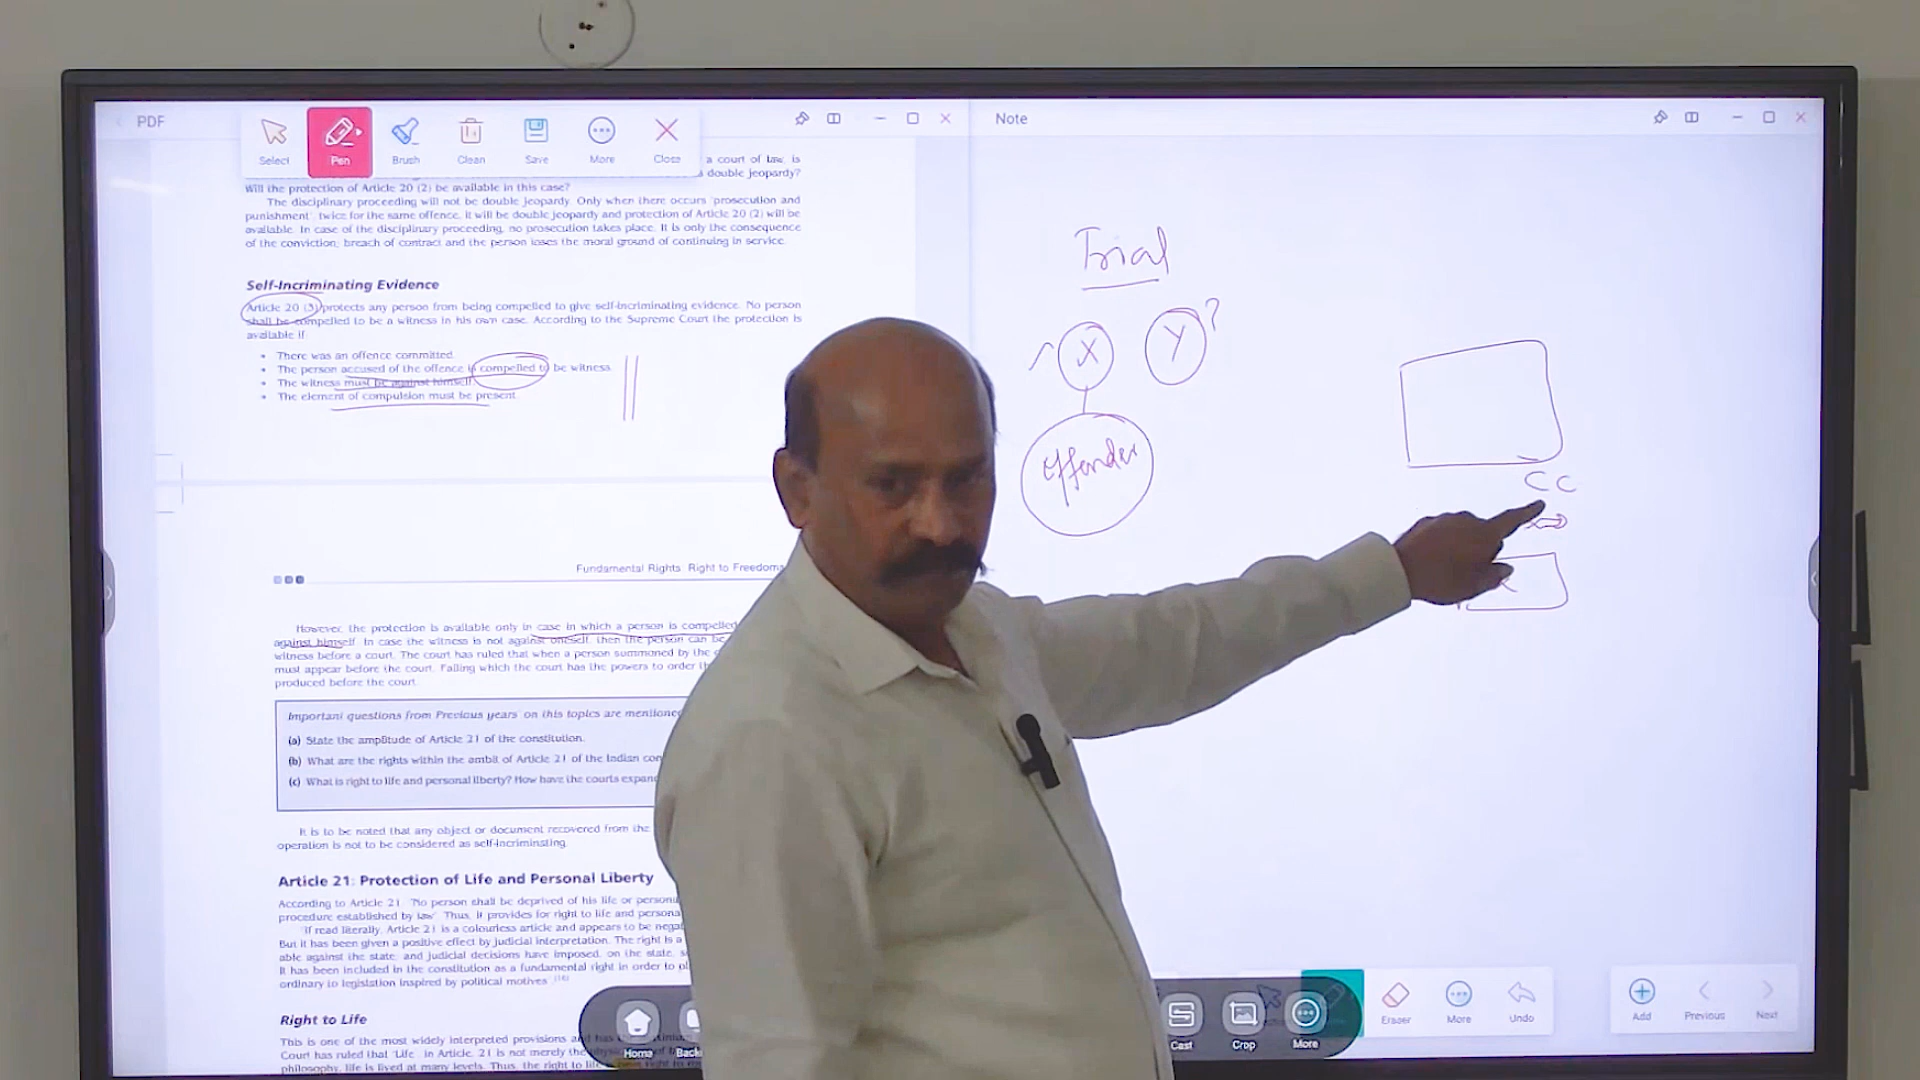 PDF
Select
Pen
Brush
Clean
Save
More
Close
a court of law, is
double jeopardy?
Will the protection of Article 20 (2) be available in this case?
The disciplinary proceeding will not be double jeopardy. Only when there occurs 'prosecution and
punishment' twice for the same offence, it will be double jeopardy and protection of Article 20 (2) will be
available. In case of the disciplinary proceeding, no prosecution takes place. It is only the consequence
of the conviction; breach of contract and the person loses the moral ground of continuing in service.
Self-Incriminating Evidence
Article 20 (3) protects any person from being compelled to give self-incriminating evidence. No person
shall be compelled to be a witness in his own case. According to the Supreme Court the protection is
available if
• There was an offence committed.
• The person accused of the offence is compelled to be witness.
• The witness must be against himself.
• The element of compulsion must be present.
Fundamental Rights Right to Freedoms
However, the protection is available only in case in which a person is compelled
against himself. In case the witness is not against oneself, then the person can be
witness before a court. The court has ruled that when a person summoned by the
must appear before the court. Failing which the court has the powers to order
produced before the court.
Important questions from Previous years' on this topics are mentione
(a) State the amplitude of Article 21 of the constitution.
(b) What are the rights within the ambit of Article 21 of the Indian con
(c) What is right to life and personal liberty? How have the courts expan
It is to be noted that any object or document recovered from the
operation is not to be considered as self-incriminating.
Article 21: Protection of Life and Personal Liberty
According to Article 21 'No person shall be deprived of his life or person
procedure established by law'. Thus, it provides for right to life and persona
'If read literally, Article 21 is a colourless article and appears to be nega
But it has been given a positive effect by judicial interpretation. The right is a
able against the state, and judicial decisions have imposed, on the state,
It has been included in the constitution as a fundamental right in order to
ordinary to legislation inspired by political motives' (16)
Right to Life
This is one of the most widely interpreted provisions and has
Court has ruled that 'Life' in Article 21 is not merely the
philosophy, life is lived at many levels. Thus, the right to life
Home
Back
Note
Trial
X
Y?
Offender
CC
Cast
Crop
More
Eraser
More
Undo
Add
Previous
Next